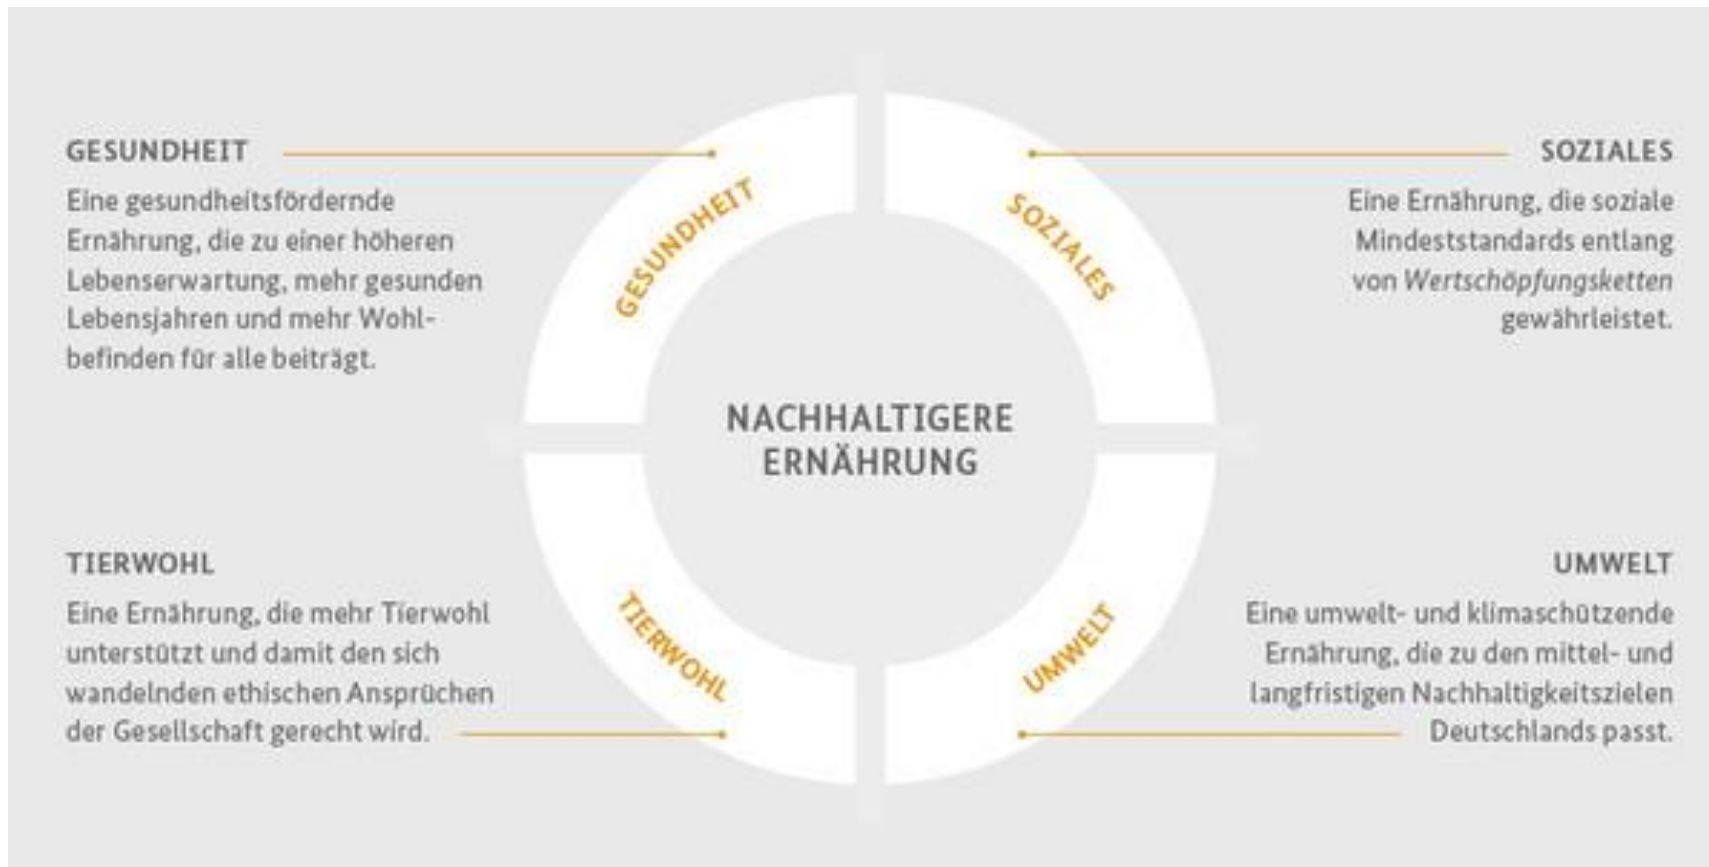 GESUNDHEIT
Eine gesundheitsfördernde
Ernährung, die zu einer höheren
Lebenserwartung, mehr gesunden
Lebensjahren und mehr Wohl-
befinden für alle beiträgt.
SOZIALES
Eine Ernährung, die soziale
Mindeststandards entlang
von Wertschöpfungsketten
gewährleistet.
GESUNDHEIT
SOZIALES
NACHHALTIGERE
ERNÄHRUNG
TIERWOHL
UMWELT
TIERWOHL
Eine Ernährung, die mehr Tierwohl
unterstützt und damit den sich
wandelnden ethischen Ansprüchen
der Gesellschaft gerecht wird.
UMWELT
Eine umwelt- und klimaschützende
Ernährung, die zu den mittel- und
langfristigen Nachhaltigkeitszielen
Deutschlands passt.